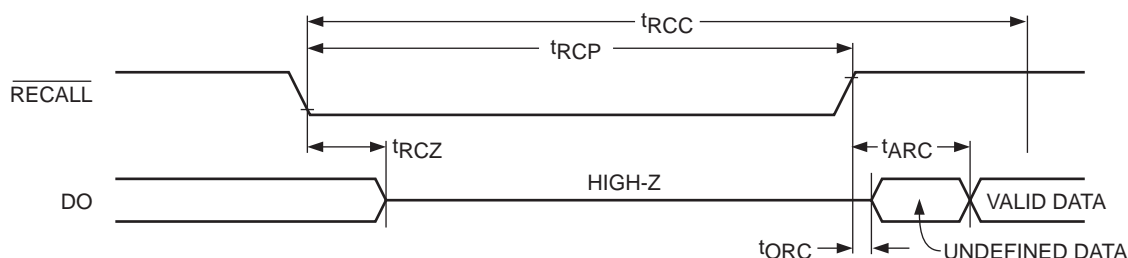 tRCC
tRCP
RECALL
tRCZ
tARC
HIGH-Z
DO
VALID DATA
tORC
UNDEFINED DATA